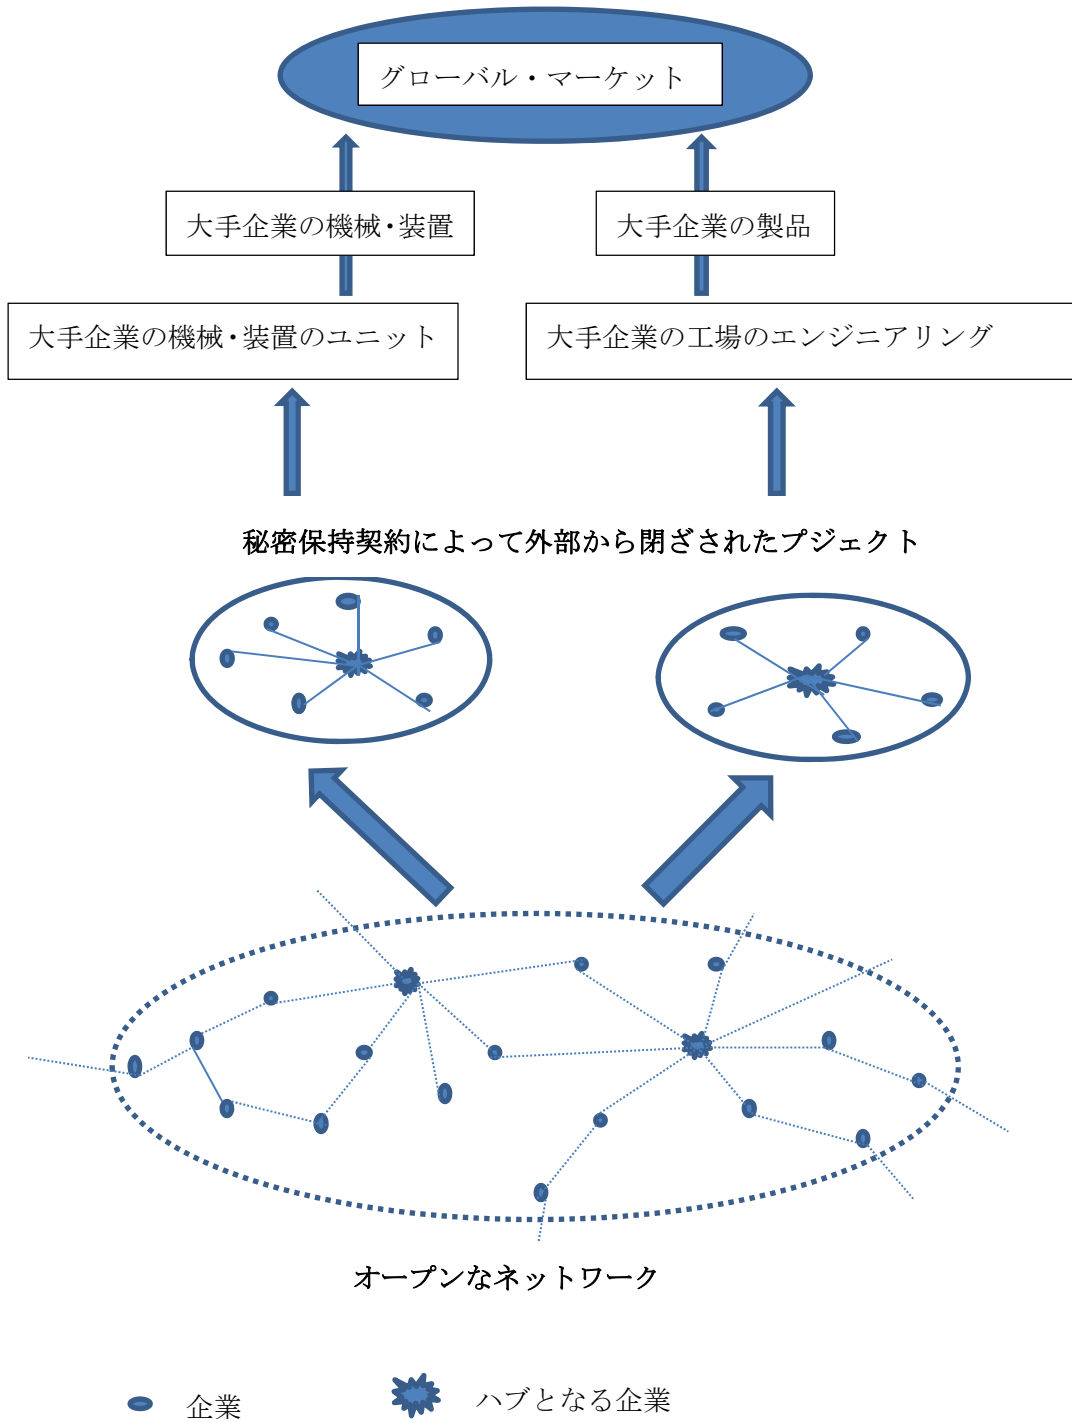 グローバル・マーケット
大手企業の機械・装置
大手企業の製品
大手企業の機械・装置のユニット
大手企業の工場のエンジニアリング
秘密保持契約によって外部から閉ざされたプジェクト
オープンなネットワーク
企業
ハブとなる企業